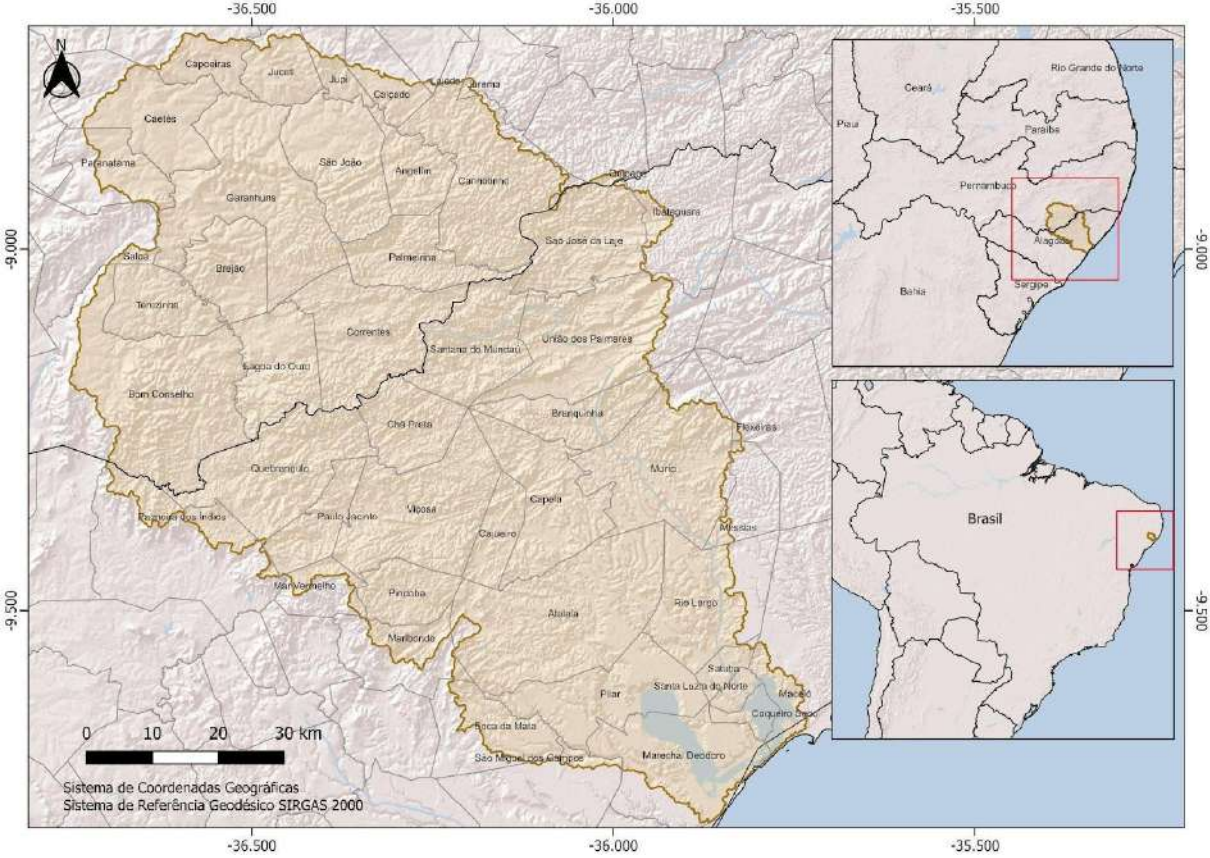 -36.500
-36.000
-35.500
N
Capoeiras
Jucati
Jupi
Lajedo
Jurema
Calçado
Caetés
Paranatama
São João
Angelim
Canhotinho
Quipapá
Garanhuns
Ibateguara
-9.000
Saloá
Brejão
Palmeirina
São José da Laje
Terezinha
Correntes
Santana do Mundaú
União dos Palmares
Lagoa do Ouro
Bom Conselho
Branquinha
Chã Preta
Flexeiras
Quebrangulo
Murici
Capela
Palmeira dos Índios
Paulo Jacinto
Viçosa
Cajueiro
Messias
Mar Vermelho
Pindoba
Atalaia
Rio Largo
-9.500
Maribondo
Satuba
Santa Luzia do Norte
Pilar
Maceió
Coqueiro Seco
Boca da Mata
São Miguel dos Campos
Marechal Deodoro
0 10 20 30 km
Sistema de Coordenadas Geográficas
Sistema de Referência Geodésico SIRGAS 2000
Rio Grande do Norte
Ceará
Piauí
Paraíba
Pernambuco
Alagoas
Bahia
Sergipe
-9.000
Brasil
-9.500
-36.500
-36.000
-35.500